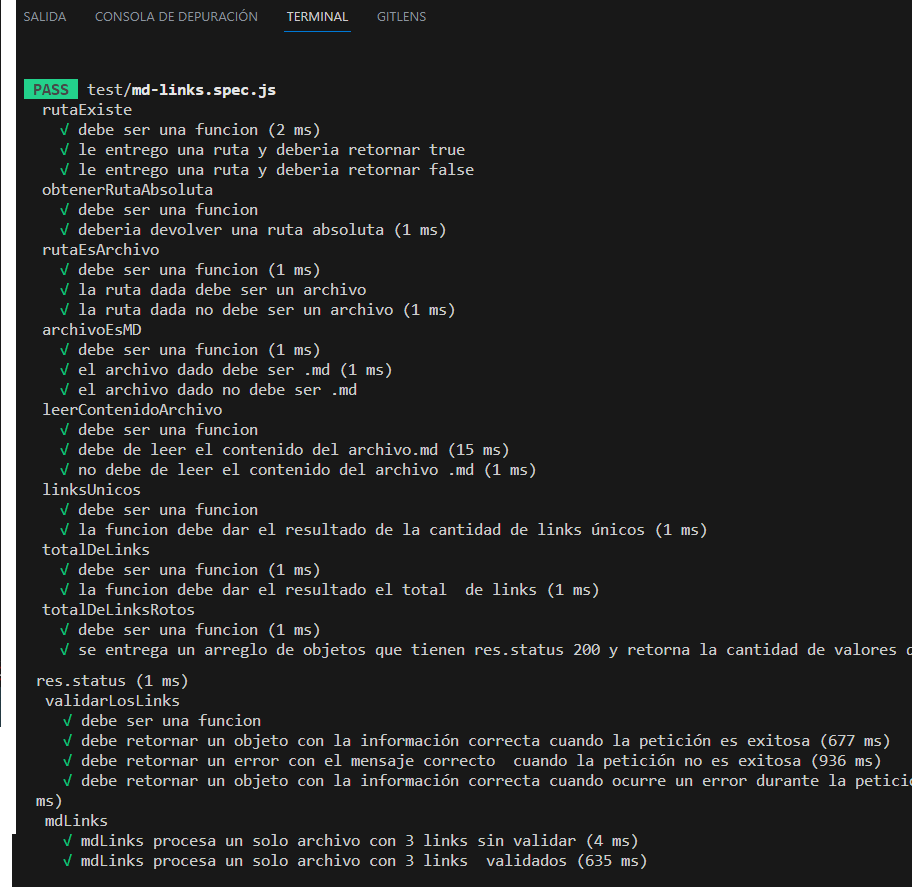 SALIDA CONSOLA DE DEPURACIÓN TERMINAL GITLENS
PASS test/md-links.spec.js
rutaExiste
√ debe ser una funcion (2 ms)
√ le entrego una ruta y deberia retornar true
√ le entrego una ruta y deberia retornar false
obtenerRutaAbsoluta
√ debe ser una funcion
√ deberia devolver una ruta absoluta (1 ms)
rutaEsArchivo
√ debe ser una funcion (1 ms)
√ la ruta dada debe ser un archivo
√ la ruta dada no debe ser un archivo (1 ms)
archivoEsMD
√ debe ser una funcion (1 ms)
√ el archivo dado debe ser .md (1 ms)
√ el archivo dado no debe ser .md
leerContenidoArchivo
√ debe ser una funcion
√ debe de leer el contenido del archivo.md (15 ms)
√ no debe de leer el contenido del archivo .md (1 ms)
linksUnicos
√ debe ser una funcion
√ la funcion debe dar el resultado de la cantidad de links únicos (1 ms)
totalDeLinks
√ debe ser una funcion (1 ms)
√ la funcion debe dar el resultado el total  de links (1 ms)
totalDeLinksRotos
√ debe ser una funcion (1 ms)
√ se entrega un arreglo de objetos que tienen res.status 200 y retorna la cantidad de valores
res.status (1 ms)
validarLosLinks
√ debe ser una funcion
√ debe retornar un objeto con la información correcta cuando la petición es exitosa (677 ms)
√ debe retornar un error con el mensaje correcto  cuando la petición no es exitosa (936 ms)
√ debe retornar un objeto con la información correcta cuando ocurre un error durante la petici
ms)
mdLinks
√ mdLinks procesa un solo archivo con 3 links sin validar (4 ms)
√ mdLinks procesa un solo archivo con 3 links  validados (635 ms)